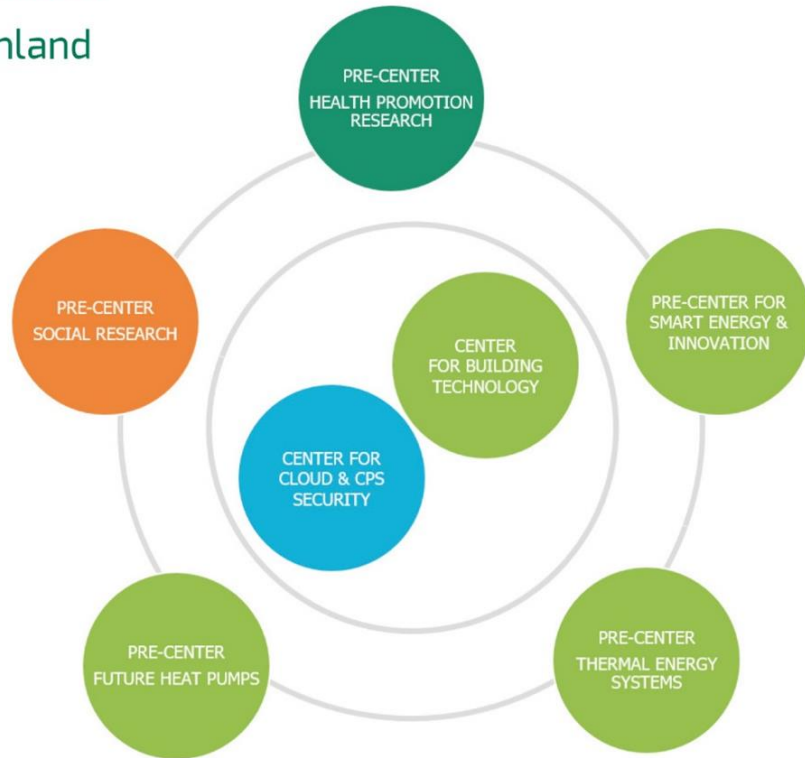 PRE-CENTER
HEALTH PROMOTION
RESEARCH
PRE-CENTER
SOCIAL RESEARCH
PRE-CENTER FOR
SMART ENERGY &
INNOVATION
CENTER
FOR BUILDING
TECHNOLOGY
CENTER FOR
CLOUD & CPS
SECURITY
PRE-CENTER
FUTURE HEAT PUMPS
PRE-CENTER
THERMAL ENERGY
SYSTEMS